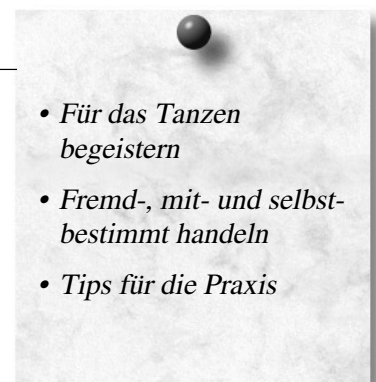 • Für das Tanzen
begeistern
• Fremd-, mit- und selbst-
bestimmt handeln
• Tips für die Praxis